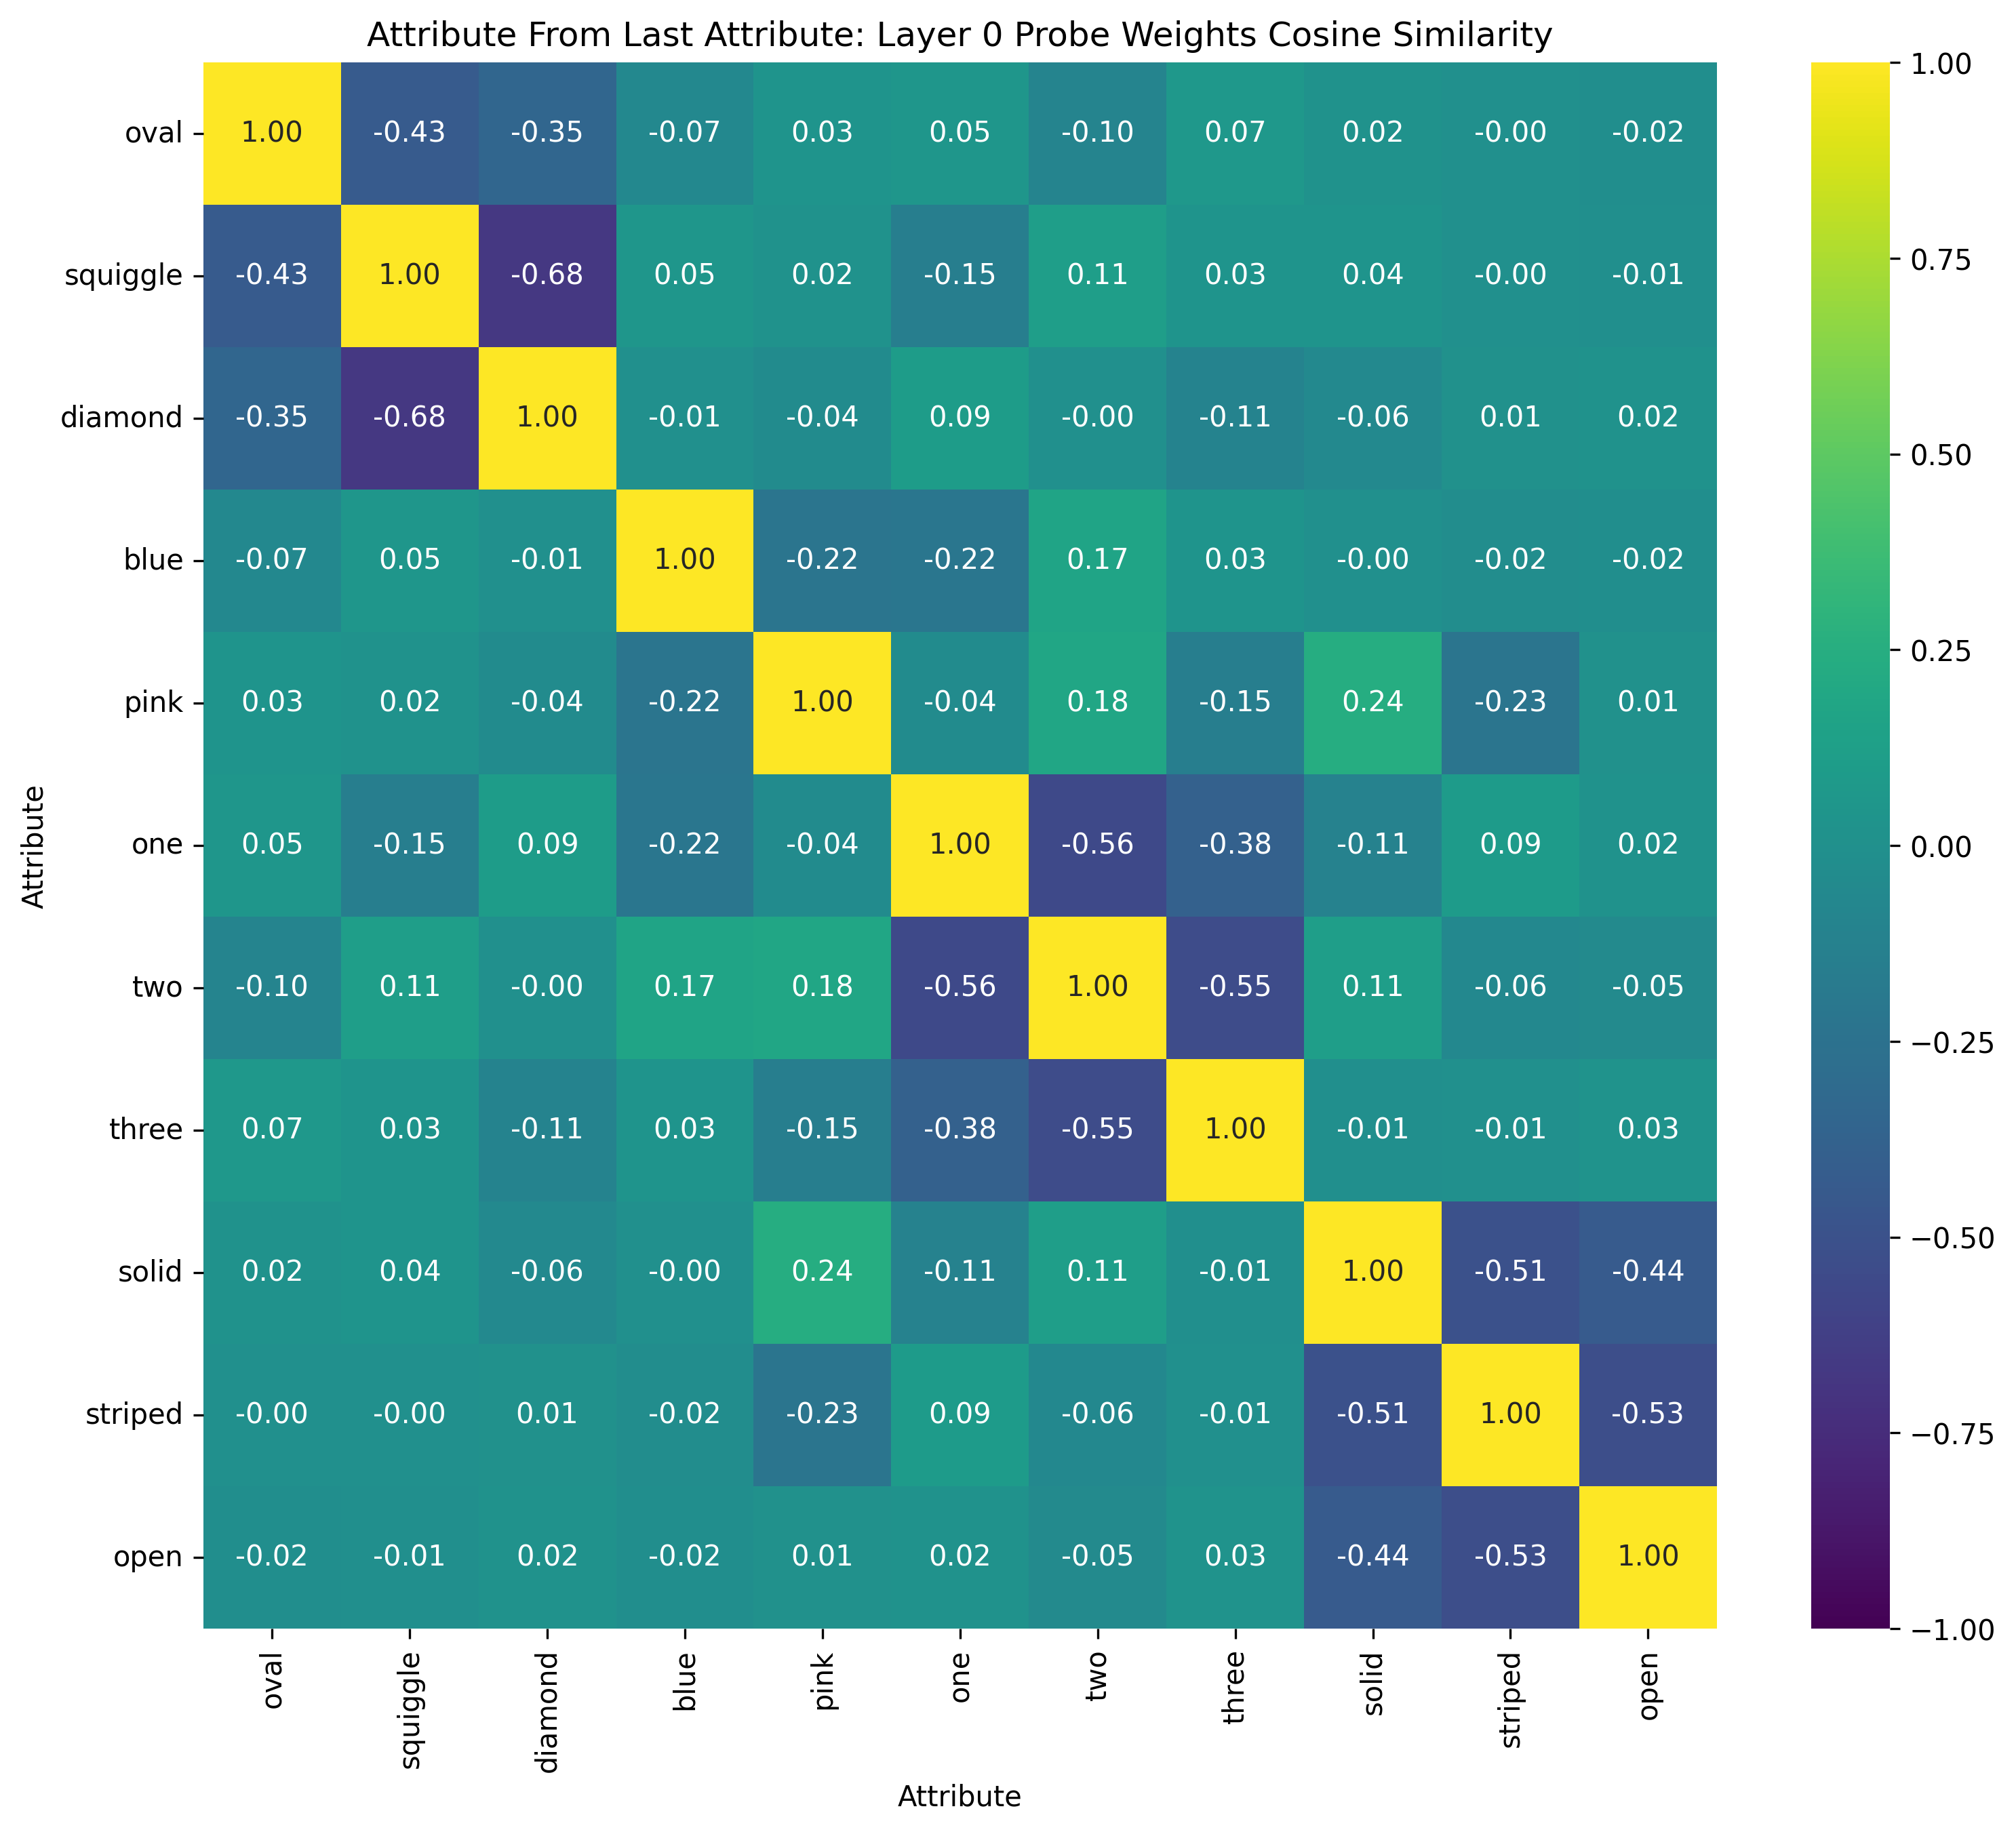 Attribute From Last Attribute: Layer 0 Probe Weights Cosine Similarity
oval 1.00 -0.43 -0.35 -0.07 0.03 0.05 -0.10 0.07 0.02 -0.00 -0.02
squiggle -0.43 1.00 -0.68 0.05 0.02 -0.15 0.11 0.03 0.04 -0.00 -0.01
diamond -0.35 -0.68 1.00 -0.01 -0.04 0.09 -0.00 -0.11 -0.06 0.01 0.02
blue -0.07 0.05 -0.01 1.00 -0.22 -0.22 0.17 0.03 -0.00 -0.02 -0.02
pink 0.03 0.02 -0.04 -0.22 1.00 -0.04 0.18 -0.15 0.24 -0.23 0.01
one 0.05 -0.15 0.09 -0.22 -0.04 1.00 -0.56 -0.38 -0.11 0.09 0.02
two -0.10 0.11 -0.00 0.17 0.18 -0.56 1.00 -0.55 0.11 -0.06 -0.05
three 0.07 0.03 -0.11 0.03 -0.15 -0.38 -0.55 1.00 -0.01 -0.01 0.03
solid 0.02 0.04 -0.06 -0.00 0.24 -0.11 0.11 -0.01 1.00 -0.51 -0.44
striped -0.00 -0.00 0.01 -0.02 -0.23 0.09 -0.06 -0.01 -0.51 1.00 -0.53
open -0.02 -0.01 0.02 -0.02 0.01 0.02 -0.05 0.03 -0.44 -0.53 1.00
oval squiggle diamond blue pink one two three solid striped open
Attribute
Attribute
1.00
0.75
0.50
0.25
0.00
−0.25
−0.50
−0.75
−1.00